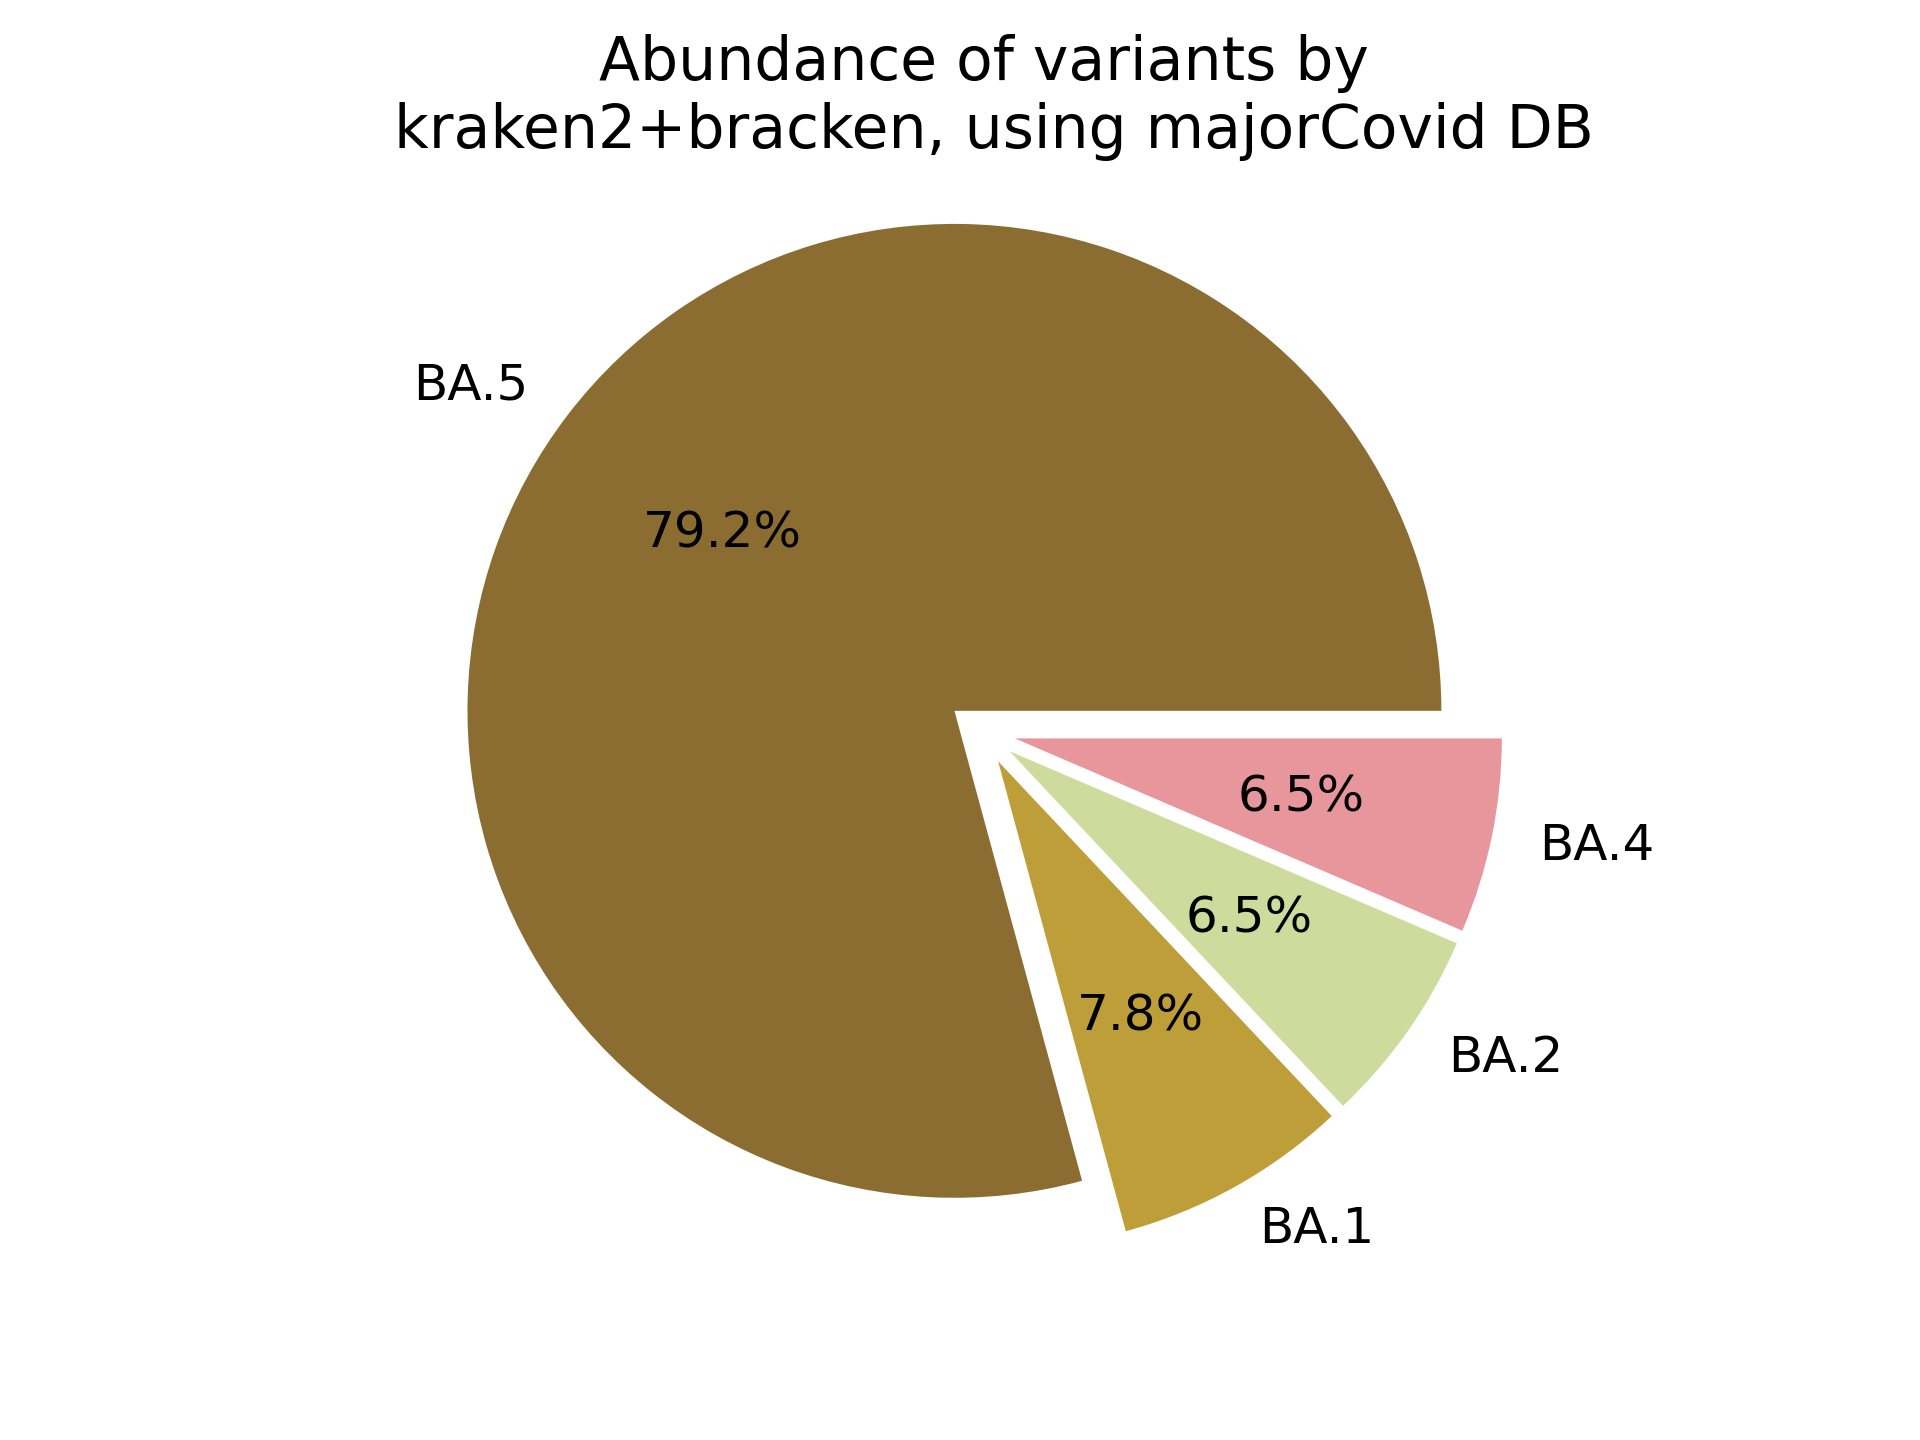 Abundance of variants by
kraken2+bracken, using majorCovid DB
BA.5
79.2%
6.5%
BA.4
6.5%
BA.2
7.8%
BA.1